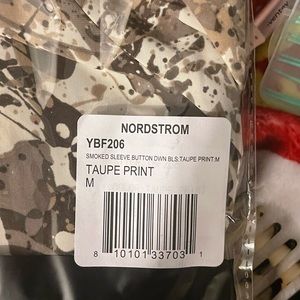 NORDSTROM
YBF206
SMOKED SLEEVE BUTTON DWN BLS:TAUPE PRINT:M
TAUPE PRINT
M
8 10101 33703 1